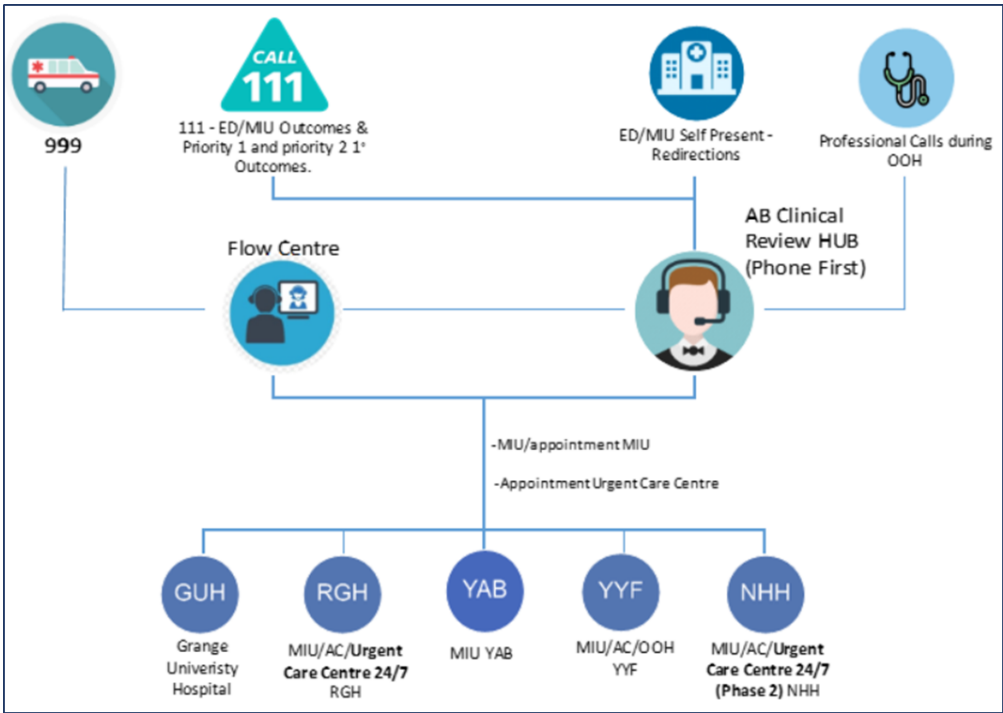 CALL
111
999
111 - ED/MIU Outcomes &
Priority 1 and priority 2 1°
Outcomes.
ED/MIU Self Present -
Redirections
Professional Calls during
OOH
Flow Centre
AB Clinical
Review HUB
(Phone First)
-MIU/appointment MIU
-Appointment Urgent Care Centre
GUH
RGH
YAB
YYF
NHH
Grange
Univeristy
Hospital
MIU/AC/Urgent
Care Centre 24/7
RGH
MIU YAB
MIU/AC/OOH
YYF
MIU/AC/Urgent
Care Centre 24/7
(Phase 2) NHH